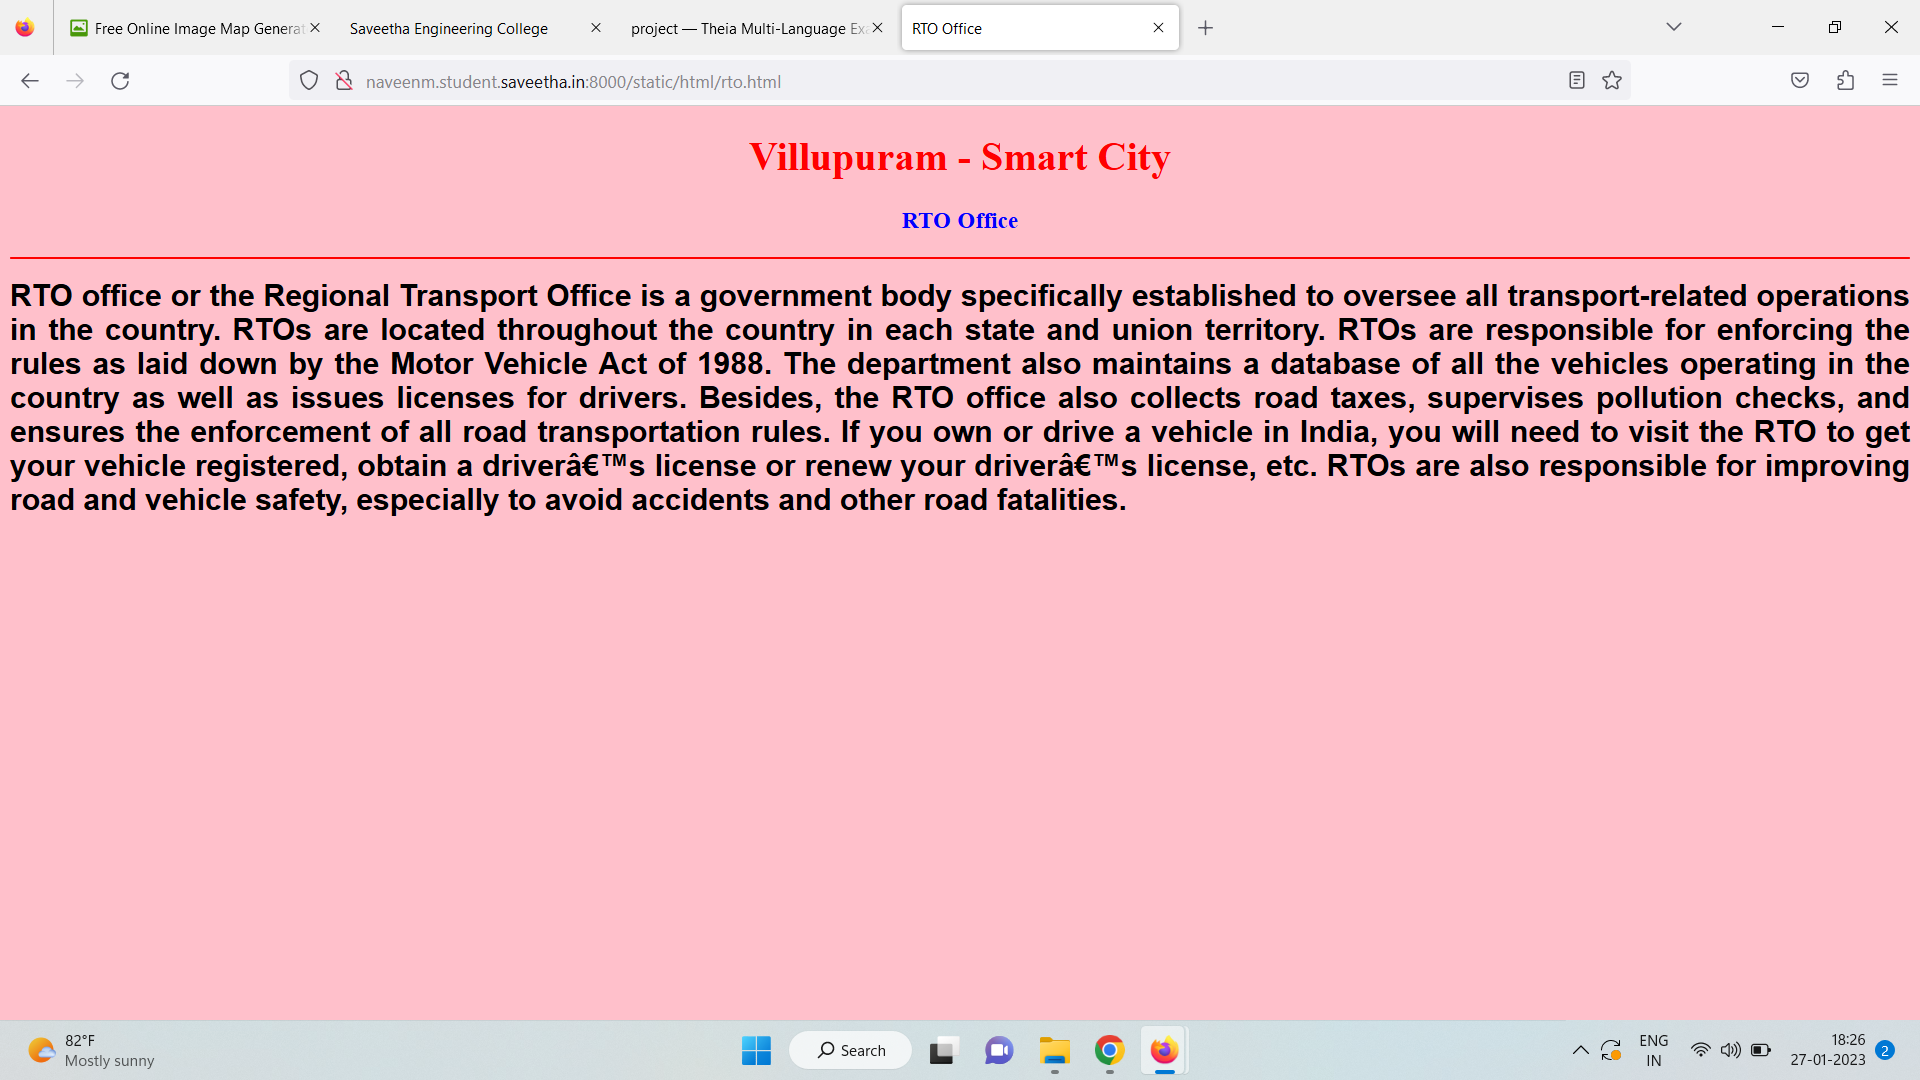 Free Online Image Map Generat
Saveetha Engineering College
project — Theia Multi-Language Exa
RTO Office
naveenm.student.saveetha.in:8000/static/html/rto.html
Villupuram - Smart City
RTO Office
RTO office or the Regional Transport Office is a government body specifically established to oversee all transport-related operations
in the country. RTOs are located throughout the country in each state and union territory. RTOs are responsible for enforcing the
rules as laid down by the Motor Vehicle Act of 1988. The department also maintains a database of all the vehicles operating in the
country as well as issues licenses for drivers. Besides, the RTO office also collects road taxes, supervises pollution checks, and
ensures the enforcement of all road transportation rules. If you own or drive a vehicle in India, you will need to visit the RTO to get
your vehicle registered, obtain a driverâ€™s license or renew your driverâ€™s license, etc. RTOs are also responsible for improving
road and vehicle safety, especially to avoid accidents and other road fatalities.
82°F
Mostly sunny
Search
ENG
IN
18:26
27-01-2023
2